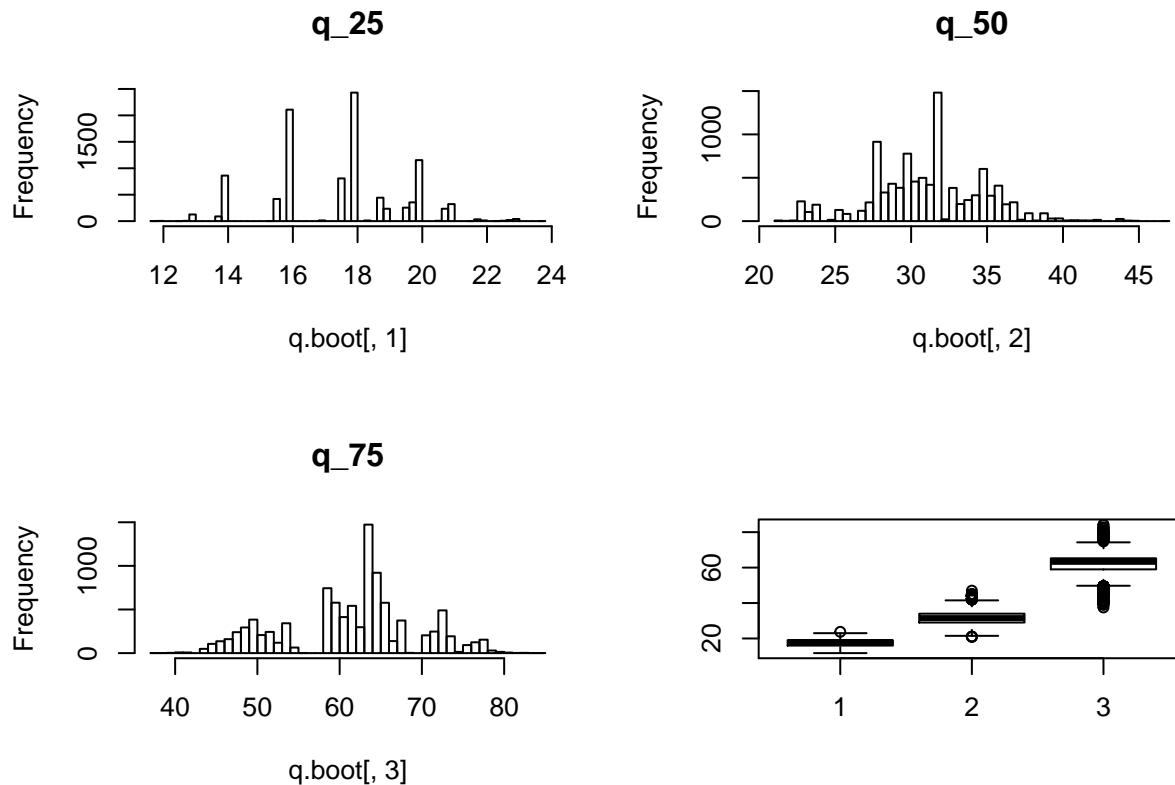 q_25
Frequency
0
1500
12 14 16 18 20 22 24
q.boot[, 1]
q_50
Frequency
0
1000
20 25 30 35 40 45
q.boot[, 2]
q_75
Frequency
0
1000
40 50 60 70 80
q.boot[, 3]
20
60
1 2 3